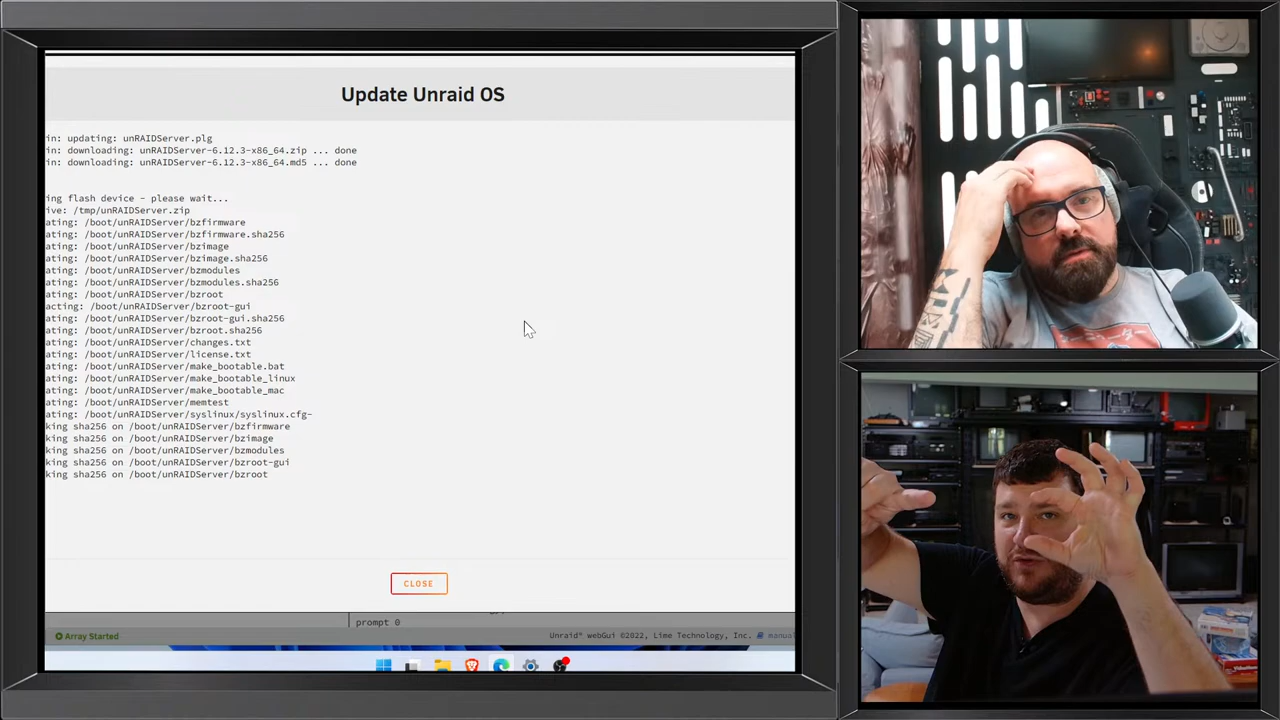 Update Unraid OS
in: updating: unRAIDServer.plg
in: downloading: unRAIDServer-6.12.3-x86_64.zip ... done
in: downloading: unRAIDServer-6.12.3-x86_64.md5 ... done
ing flash device - please wait...
ive: /tmp/unRAIDServer.zip
ating: /boot/unRAIDServer/bzfirmware
ating: /boot/unRAIDServer/bzfirmware.sha256
ating: /boot/unRAIDServer/bzimage
ating: /boot/unRAIDServer/bzimage.sha256
ating: /boot/unRAIDServer/bzmodules
ating: /boot/unRAIDServer/bzmodules.sha256
ating: /boot/unRAIDServer/bzroot
acting: /boot/unRAIDServer/bzroot-gui
ating: /boot/unRAIDServer/bzroot-gui.sha256
ating: /boot/unRAIDServer/bzroot.sha256
ating: /boot/unRAIDServer/changes.txt
ating: /boot/unRAIDServer/license.txt
ating: /boot/unRAIDServer/make_bootable.bat
ating: /boot/unRAIDServer/make_bootable_linux
ating: /boot/unRAIDServer/make_bootable_mac
ating: /boot/unRAIDServer/memtest
ating: /boot/unRAIDServer/syslinux/syslinux.cfg-
king sha256 on /boot/unRAIDServer/bzfirmware
king sha256 on /boot/unRAIDServer/bzimage
king sha256 on /boot/unRAIDServer/bzmodules
king sha256 on /boot/unRAIDServer/bzroot-gui
king sha256 on /boot/unRAIDServer/bzroot
CLOSE
prompt 0
Array Started
Unraid® webGui ©2022, Lime Technology, Inc. manua